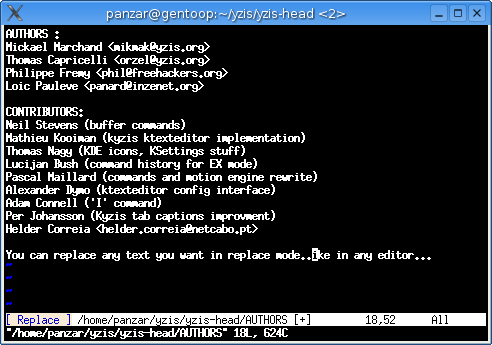 panzar@gentoop:~/yzis/yzis-head <2>
AUTHORS :
Mickael Marchand <mikmak@yzis.org>
Thomas Capricelli <orzel@yzis.org>
Philippe Fremy <phil@freehackers.org>
Loic Pauleve <panard@inzenet.org>
CONTRIBUTORS:
Neil Stevens (buffer commands)
Mathieu Kooiman (kyzis ktexteditor implementation)
Thomas Nagy (KDE icons, KSettings stuff)
Lucijan Bush (command history for EX mode)
Pascal Maillard (commands and motion engine rewrite)
Alexander Dymo (ktexteditor config interface)
Adam Connell ('I' command)
Per Johansson (Kyzis tab captions improvment)
Helder Correia <helder.correia@netcabo.pt>
You can replace any text you want in replace mode..ike in any editor...
~
~
~
[ Replace ] /home/panzar/yzis/yzis-head/AUTHORS [+] 18,52 All
"/home/panzar/yzis/yzis-head/AUTHORS" 18L, 624C